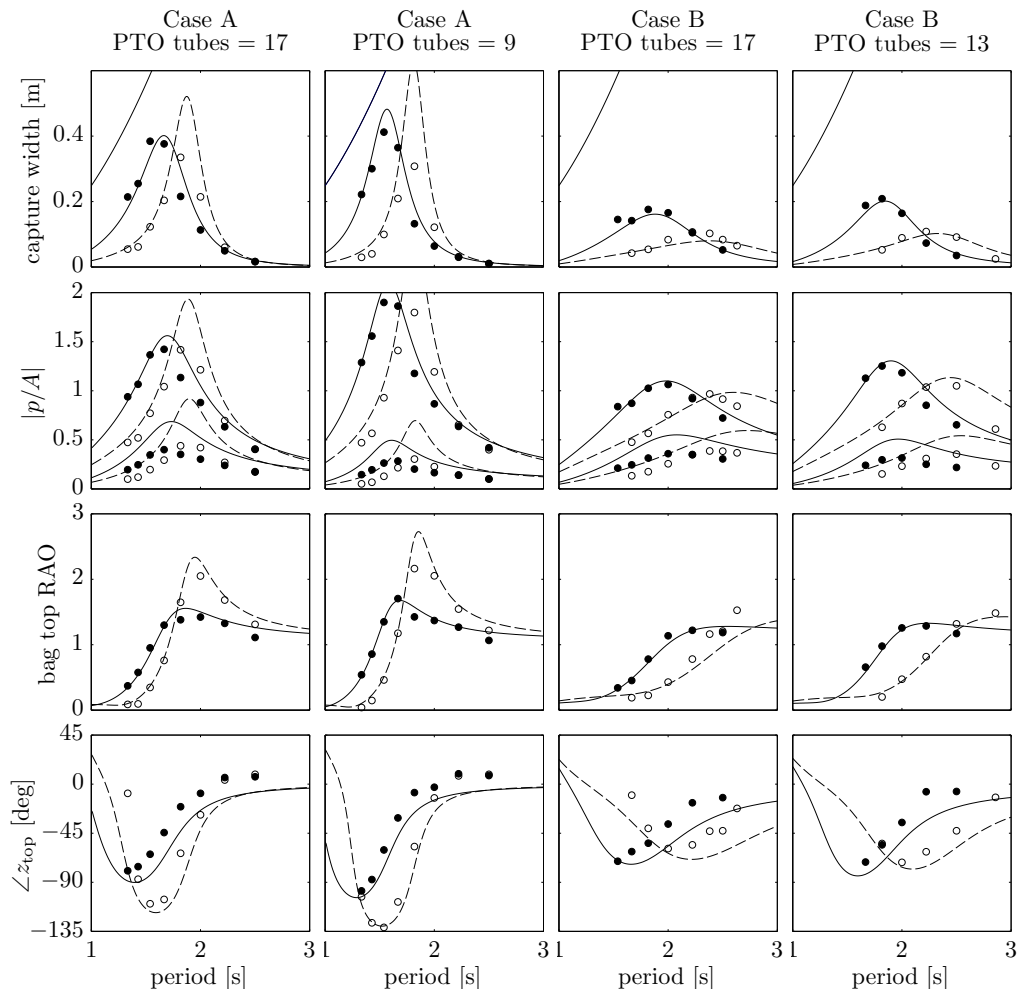 Case A Case A Case B Case B
PTO tubes = 17 PTO tubes = 9 PTO tubes = 17 PTO tubes = 13
capture width [m]
0.4
0.2
0
|p/A|
2
1.5
1
0.5
0
bag top RAO
3
2
1
0
∠z_top [deg]
45
0
−45
−90
−135
1 2 3 2 3 1 2 3 1 2 3
period [s] period [s] period [s] period [s]